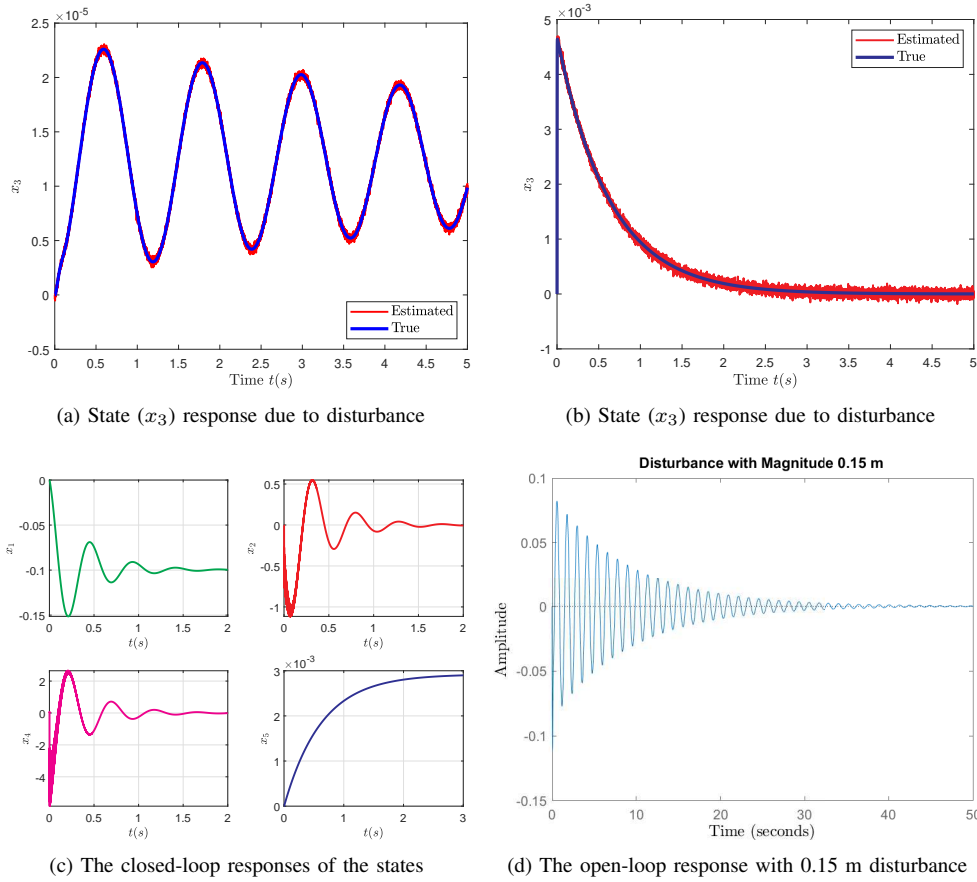 ×10⁻⁵
2.5
2
1.5
1
0.5
0
-0.5
x₃
0 0.5 1 1.5 2 2.5 3 3.5 4 4.5 5
Time t(s)
Estimated
True
(a) State (x₃) response due to disturbance
×10⁻³
5
4
3
2
1
0
-1
x₃
0 0.5 1 1.5 2 2.5 3 3.5 4 4.5 5
Time t(s)
Estimated
True
(b) State (x₃) response due to disturbance
0
-0.05
-0.1
-0.15
x₁
0 0.5 1 1.5 2
t(s)
0.5
0
-0.5
-1
x₂
0 0.5 1 1.5 2
t(s)
2
0
-2
-4
x₄
0 0.5 1 1.5 2
t(s)
×10⁻³
3
2
1
0
x₅
0 1 2 3
t(s)
(c) The closed-loop responses of the states
Disturbance with Magnitude 0.15 m
0.1
0.05
0
-0.05
-0.1
-0.15
Amplitude
0 10 20 30 40 50
Time (seconds)
(d) The open-loop response with 0.15 m disturbance